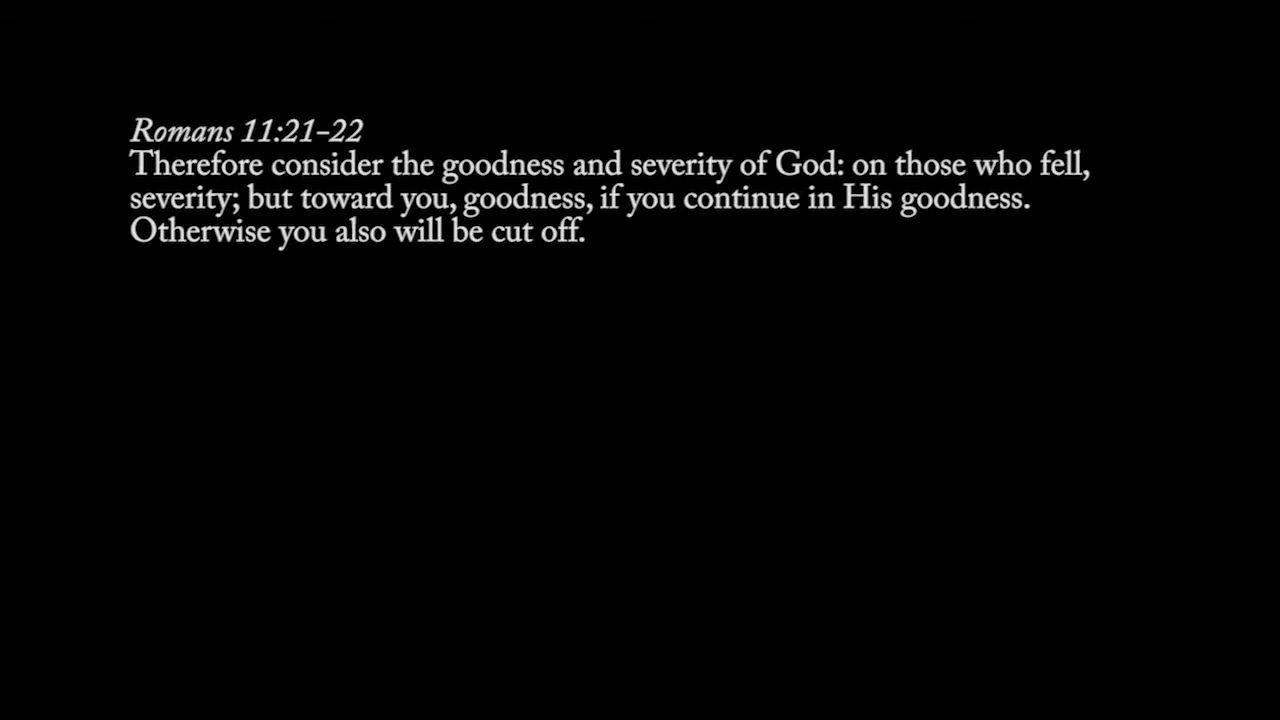 Romans 11:21-22
Therefore consider the goodness and severity of God: on those who fell,
severity; but toward you, goodness, if you continue in His goodness.
Otherwise you also will be cut off.